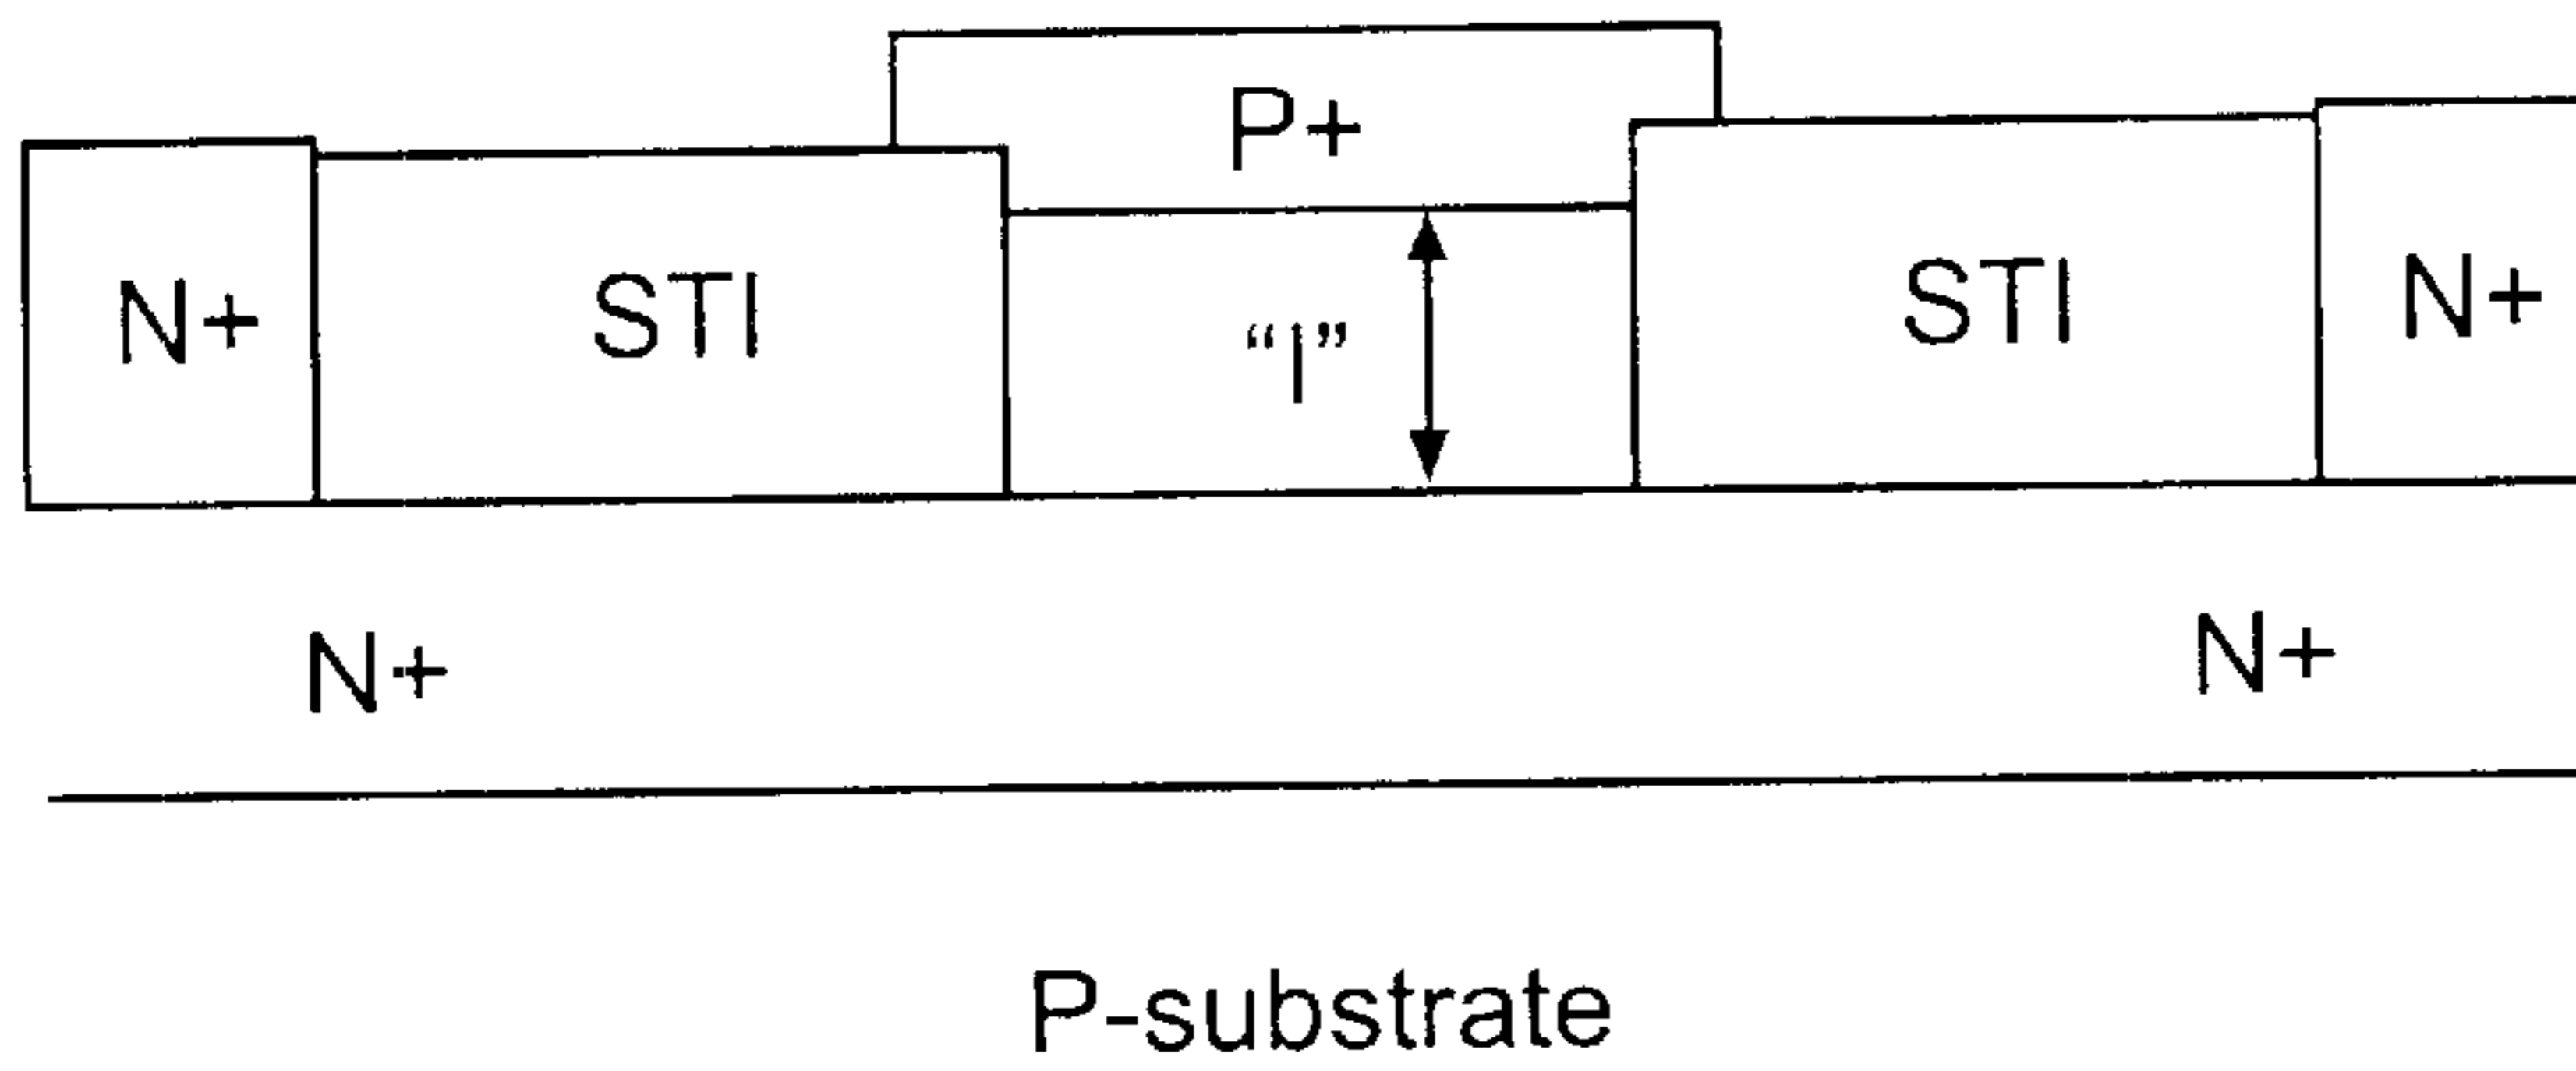 P+
N+ STI “I” STI N+
N+ N+
P-substrate